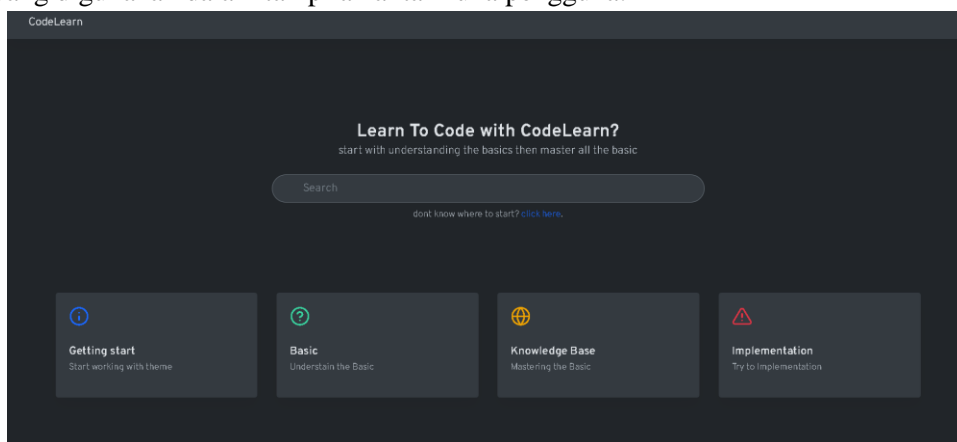 CodeLearn
Learn To Code with CodeLearn?
start with understanding the basics then master all the basic
Search
dont know where to start? click here.
Getting start
Start working with theme
Basic
Understain the Basic
Knowledge Base
Mastering the Basic
Implementation
Try to Implementation